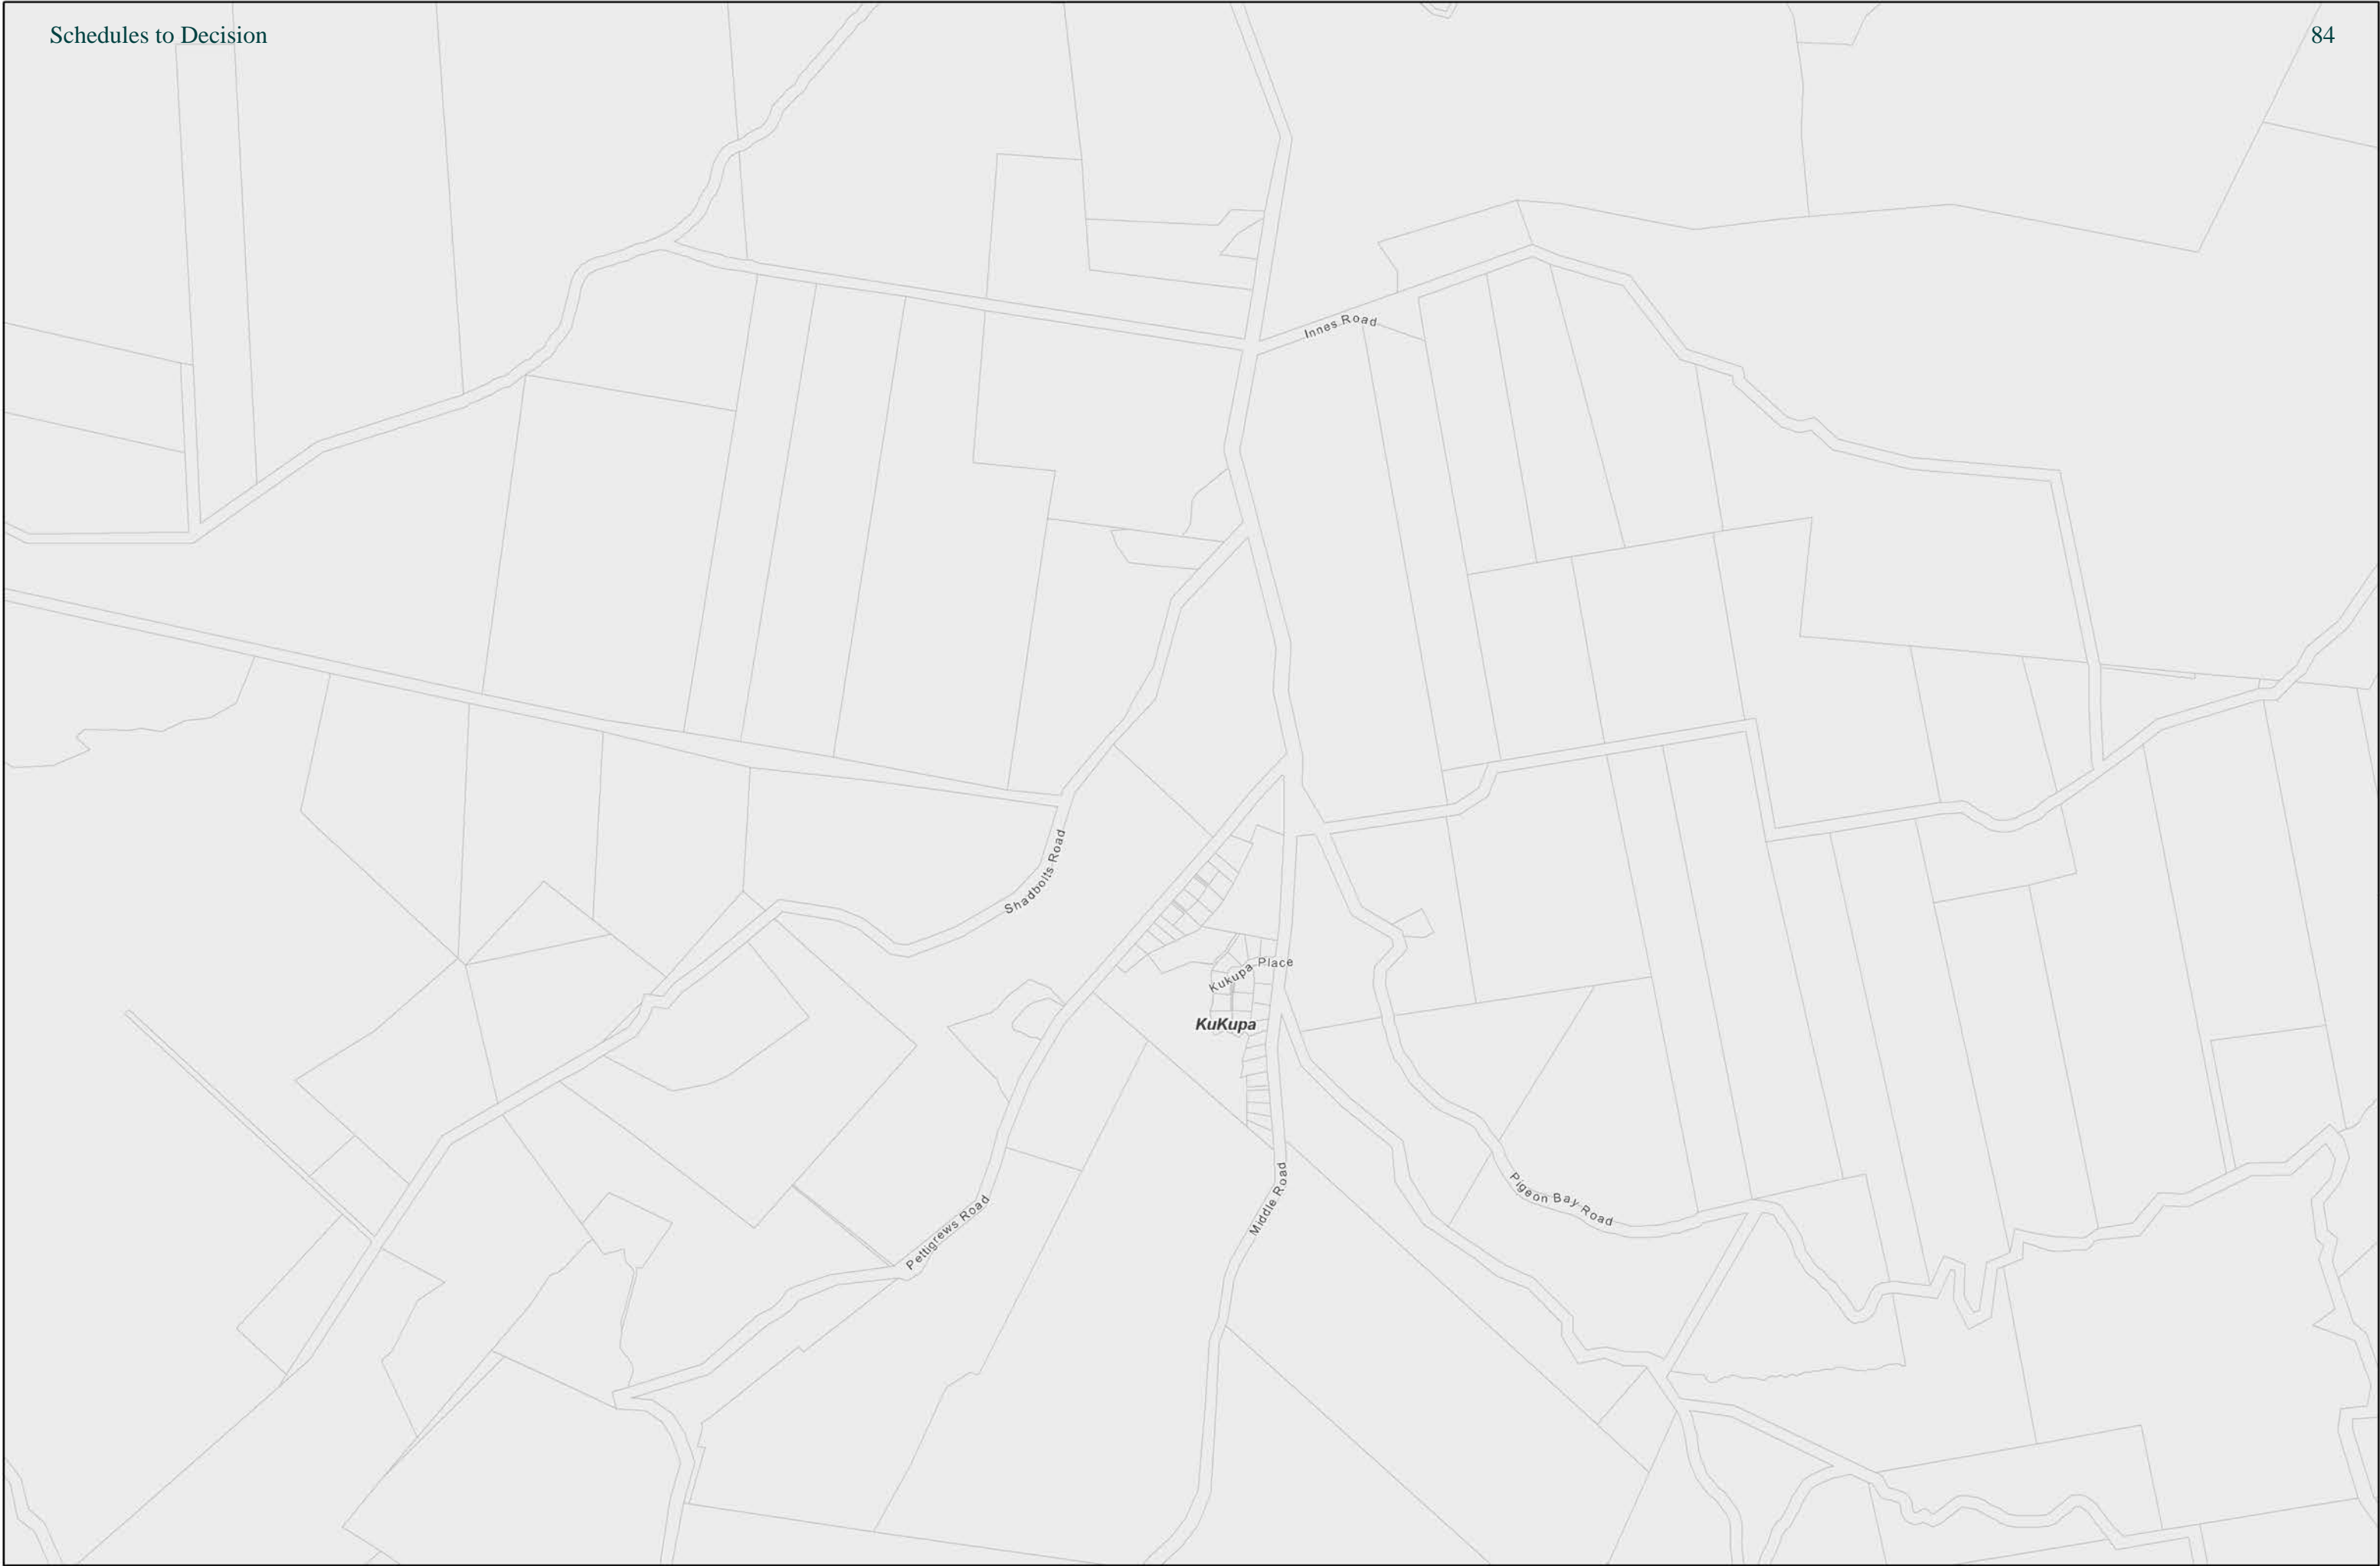 Schedules to Decision
84
Innes Road
Shadbolts Road
Kukupa Place
KuKupa
Pettigrews Road
Middle Road
Pigeon Bay Road